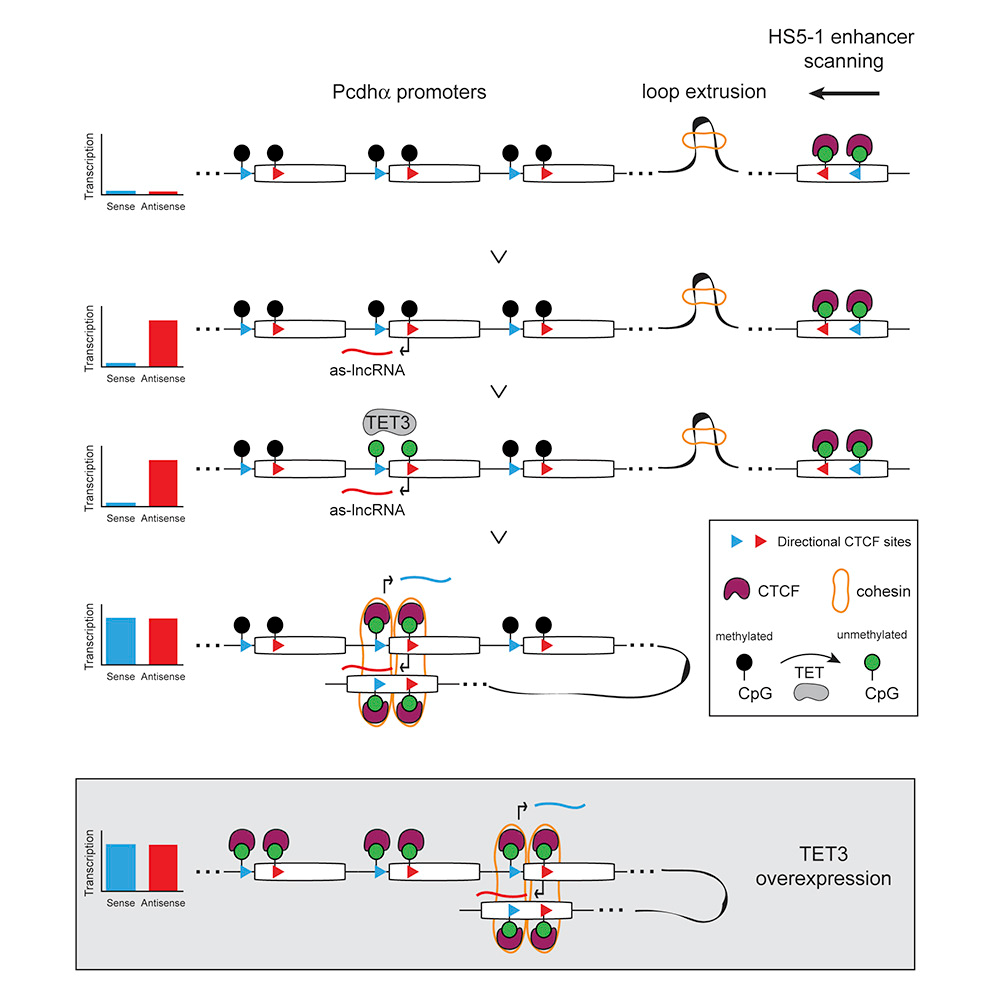 HS5-1 enhancer
scanning
Pcdhα promoters
loop extrusion
Transcription
Sense Antisense
Transcription
as-lncRNA
Sense Antisense
TET3
Transcription
as-lncRNA
Sense Antisense
Directional CTCF sites
CTCF
cohesin
methylated
unmethylated
TET
CpG
CpG
Transcription
Sense Antisense
Transcription
Sense Antisense
TET3
overexpression